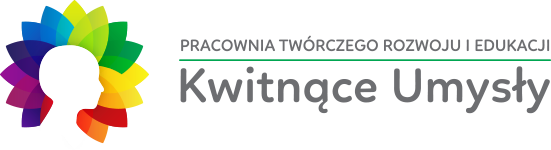 PRACOWNIA TWÓRCZEGO ROZWOJU I EDUKACJI
Kwitnące Umysły